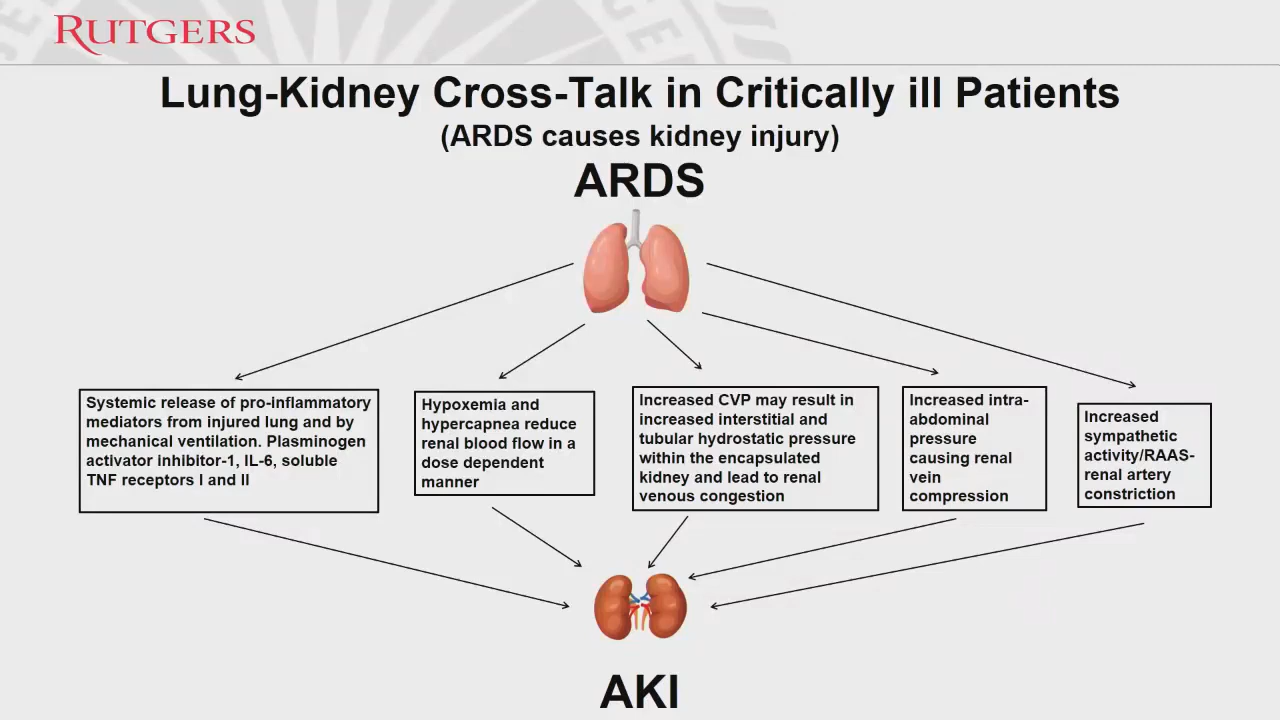 RUTGERS
Lung-Kidney Cross-Talk in Critically ill Patients
(ARDS causes kidney injury)
ARDS
Systemic release of pro-inflammatory
mediators from injured lung and by
mechanical ventilation. Plasminogen
activator inhibitor-1, IL-6, soluble
TNF receptors I and II
Hypoxemia and
hypercapnea reduce
renal blood flow in a
dose dependent
manner
Increased CVP may result in
increased interstitial and
tubular hydrostatic pressure
within the encapsulated
kidney and lead to renal
venous congestion
Increased intra-
abdominal
pressure
causing renal
vein
compression
Increased
sympathetic
activity/RAAS-
renal artery
constriction
AKI